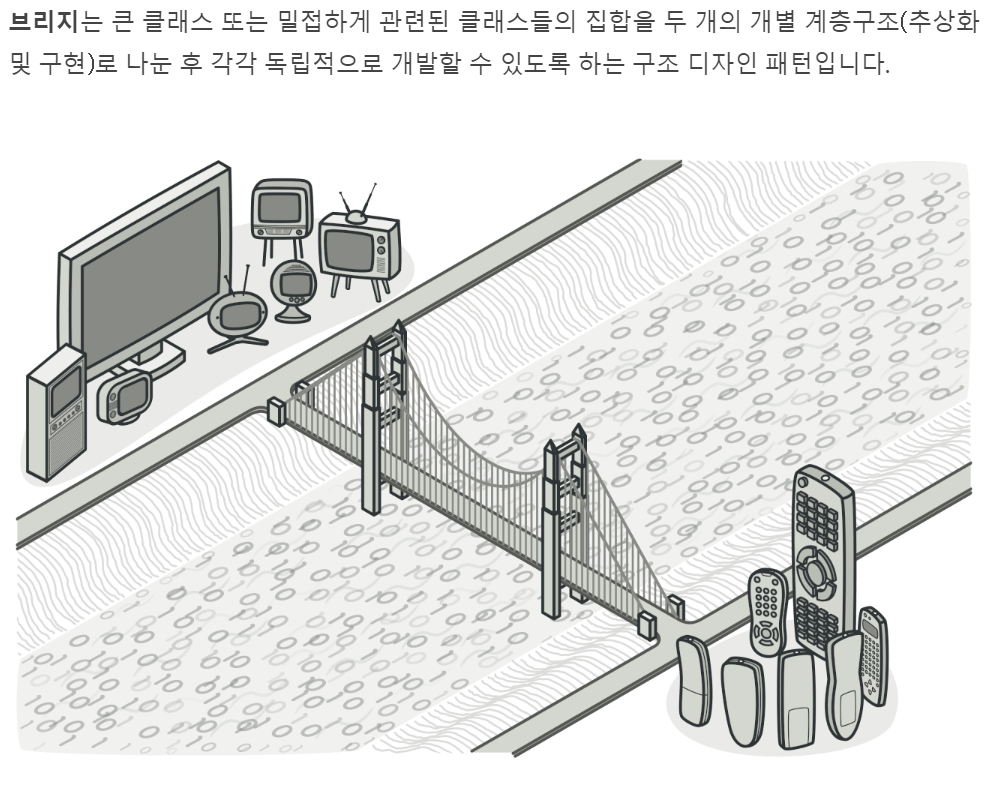 브리지는 큰 클래스 또는 밀접하게 관련된 클래스들의 집합을 두 개의 개별 계층구조(추상화
및 구현)로 나눈 후 각각 독립적으로 개발할 수 있도록 하는 구조 디자인 패턴입니다.